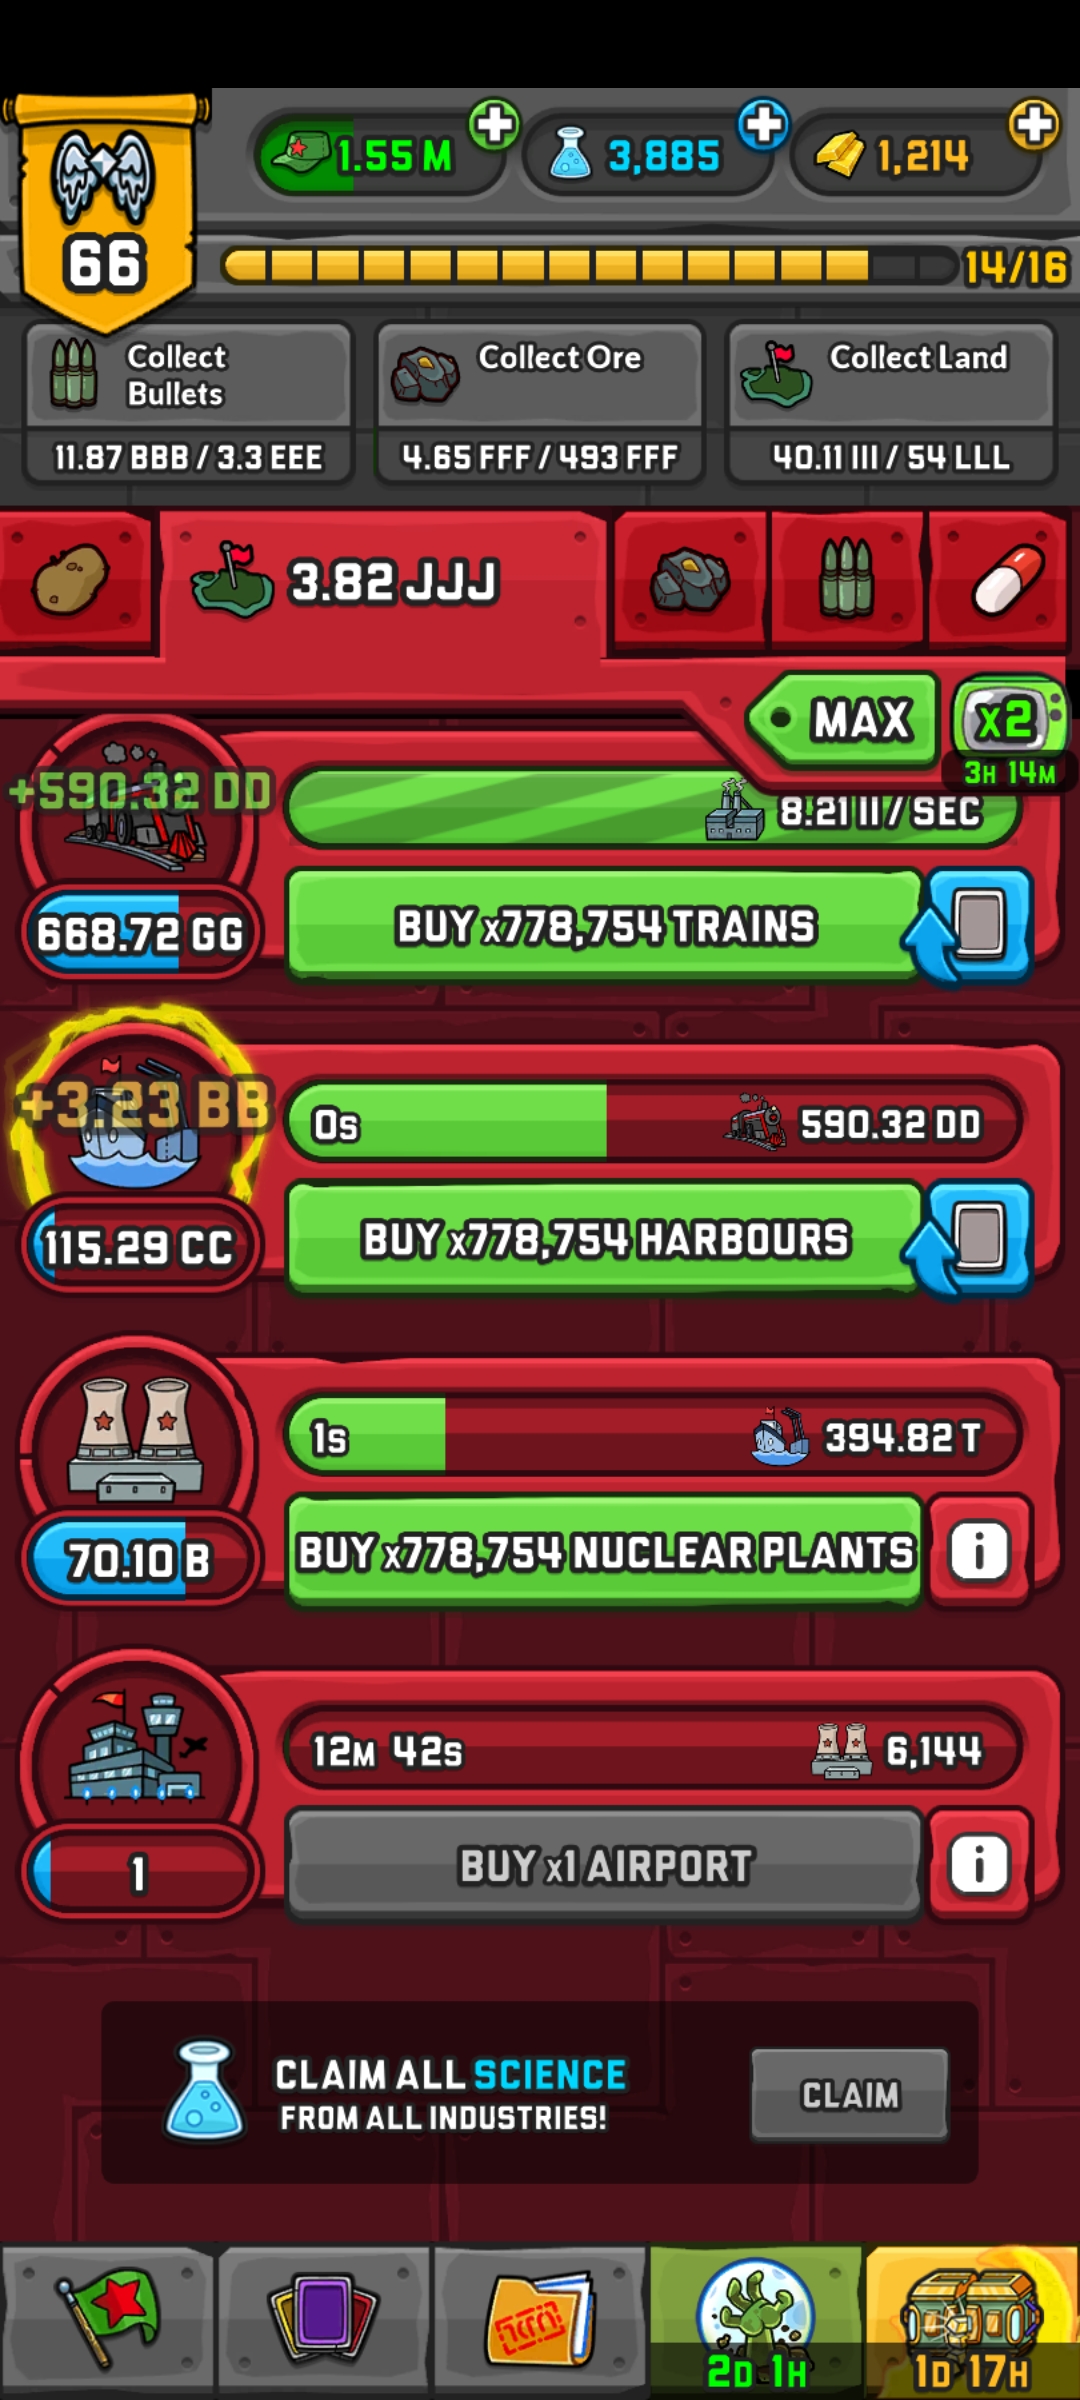 66
1.55 M
3,885
1,214
14/16
Collect
Bullets
11.87 BBB / 3.3 EEE
Collect Ore
4.65 FFF / 493 FFF
Collect Land
40.11 III / 54 LLL
3.82 JJJ
MAX
x2
3H 14M
+590.32 DD
8.21 II / SEC
668.72 GG
BUY x778,754 TRAINS
+3.23 BB
0s
590.32 DD
115.29 CC
BUY x778,754 HARBOURS
1s
394.82 T
70.10 B
BUY x778,754 NUCLEAR PLANTS
i
12M 42s
6,144
1
BUY x1 AIRPORT
i
CLAIM ALL SCIENCE
FROM ALL INDUSTRIES!
CLAIM
2D 1H
1D 17H